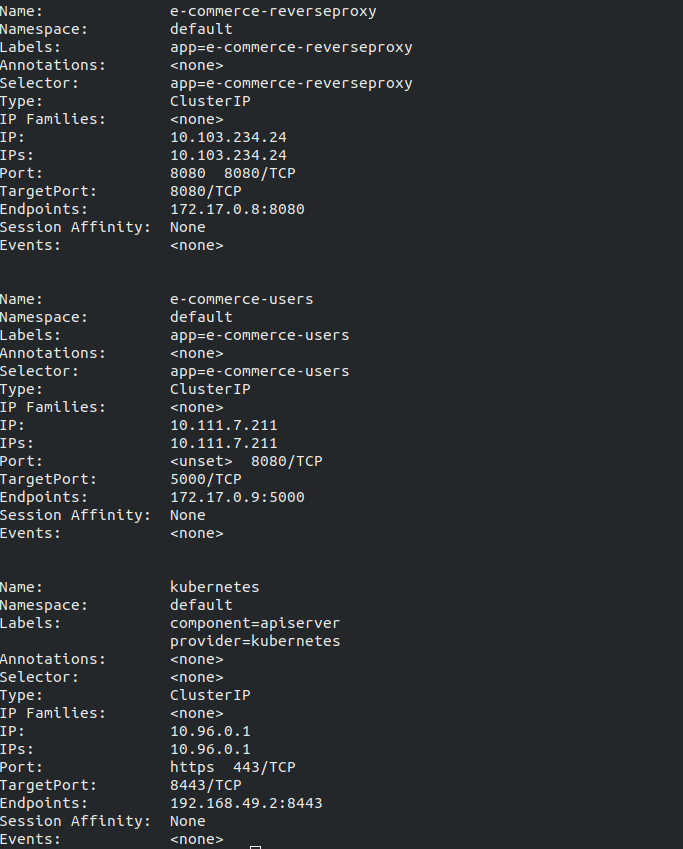 Name:              e-commerce-reverseproxy
Namespace:         default
Labels:            app=e-commerce-reverseproxy
Annotations:       <none>
Selector:          app=e-commerce-reverseproxy
Type:              ClusterIP
IP Families:       <none>
IP:                10.103.234.24
IPs:               10.103.234.24
Port:              8080  8080/TCP
TargetPort:        8080/TCP
Endpoints:         172.17.0.8:8080
Session Affinity:  None
Events:            <none>
Name:              e-commerce-users
Namespace:         default
Labels:            app=e-commerce-users
Annotations:       <none>
Selector:          app=e-commerce-users
Type:              ClusterIP
IP Families:       <none>
IP:                10.111.7.211
IPs:               10.111.7.211
Port:              <unset>  8080/TCP
TargetPort:        5000/TCP
Endpoints:         172.17.0.9:5000
Session Affinity:  None
Events:            <none>
Name:              kubernetes
Namespace:         default
Labels:            component=apiserver
                   provider=kubernetes
Annotations:       <none>
Selector:          <none>
Type:              ClusterIP
IP Families:       <none>
IP:                10.96.0.1
IPs:               10.96.0.1
Port:              https  443/TCP
TargetPort:        8443/TCP
Endpoints:         192.168.49.2:8443
Session Affinity:  None
Events:            <none>